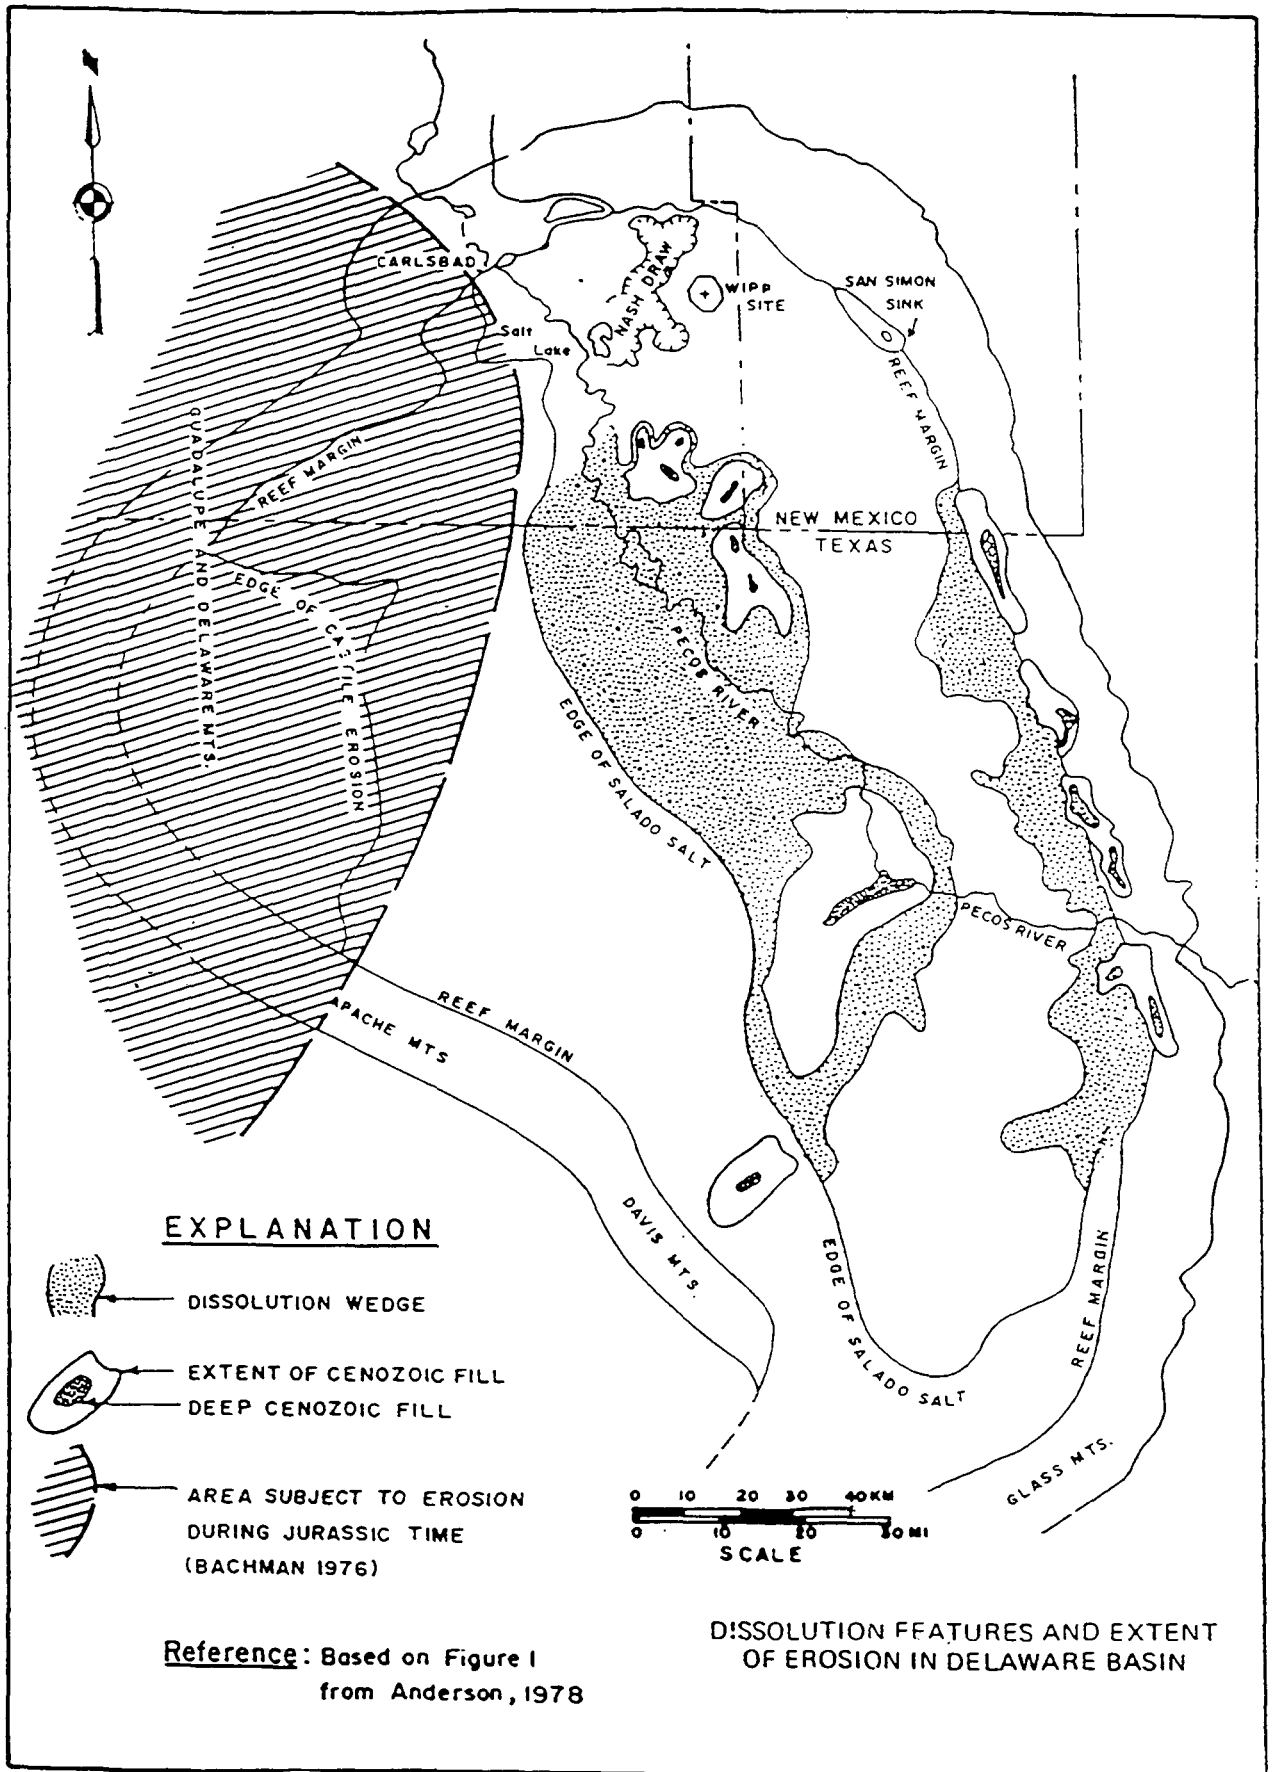 CARLSBAD
NASH DRAW
WIPP
SITE
SAN SIMON
SINK
Salt
Lake
REEF MARGIN
GUADALUPE AND DELAWARE MTS.
REEF MARGIN
NEW MEXICO
TEXAS
EDGE OF CASTILE EROSION
PECOS RIVER
EDGE OF SALADO SALT
PECOS RIVER
REEF MARGIN
APACHE MTS
DAVIS MTS.
EDGE OF SALADO SALT
REEF MARGIN
GLASS MTS.
EXPLANATION
DISSOLUTION WEDGE
EXTENT OF CENOZOIC FILL
DEEP CENOZOIC FILL
AREA SUBJECT TO EROSION
DURING JURASSIC TIME
(BACHMAN 1976)
0 10 20 30 40 KM
0 10 20 30 MI
SCALE
DISSOLUTION FEATURES AND EXTENT
OF EROSION IN DELAWARE BASIN
Reference: Based on Figure 1
from Anderson, 1978